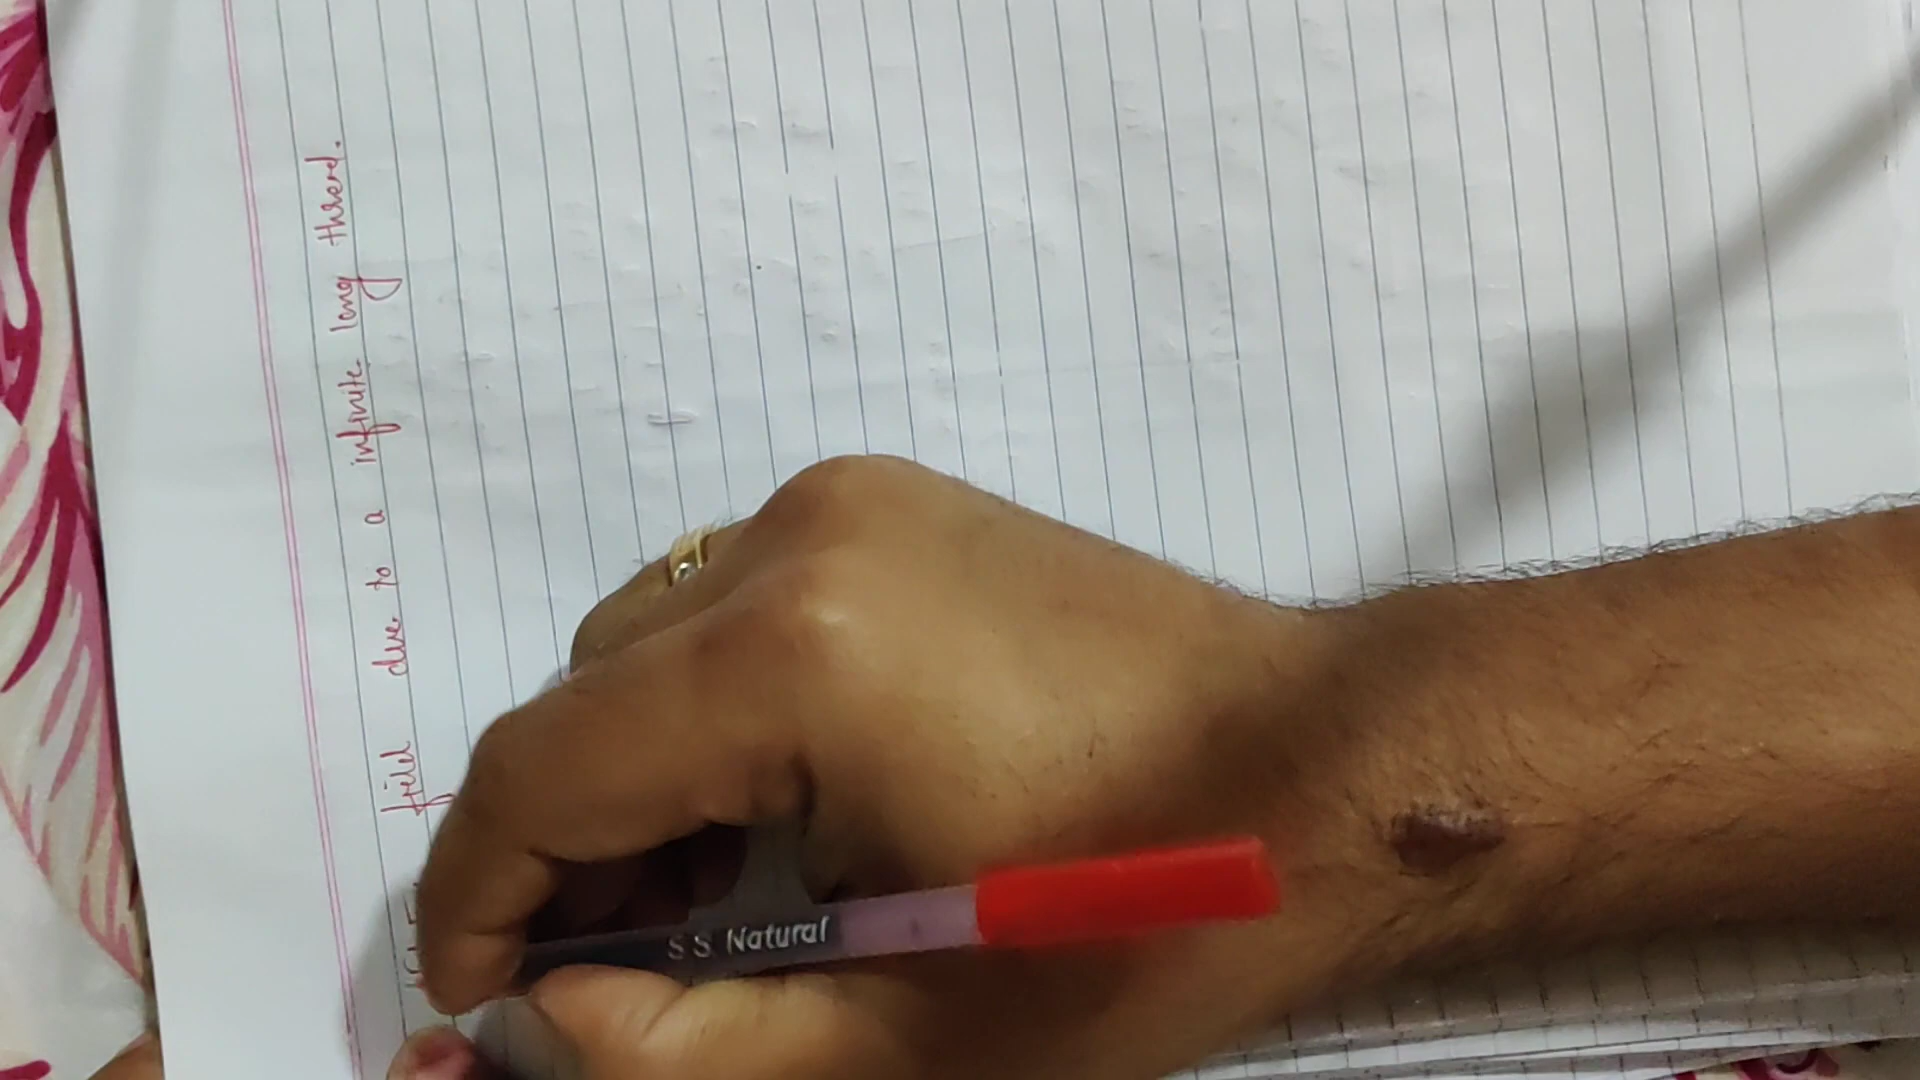 field due to a infinite long thread.
S S Natural